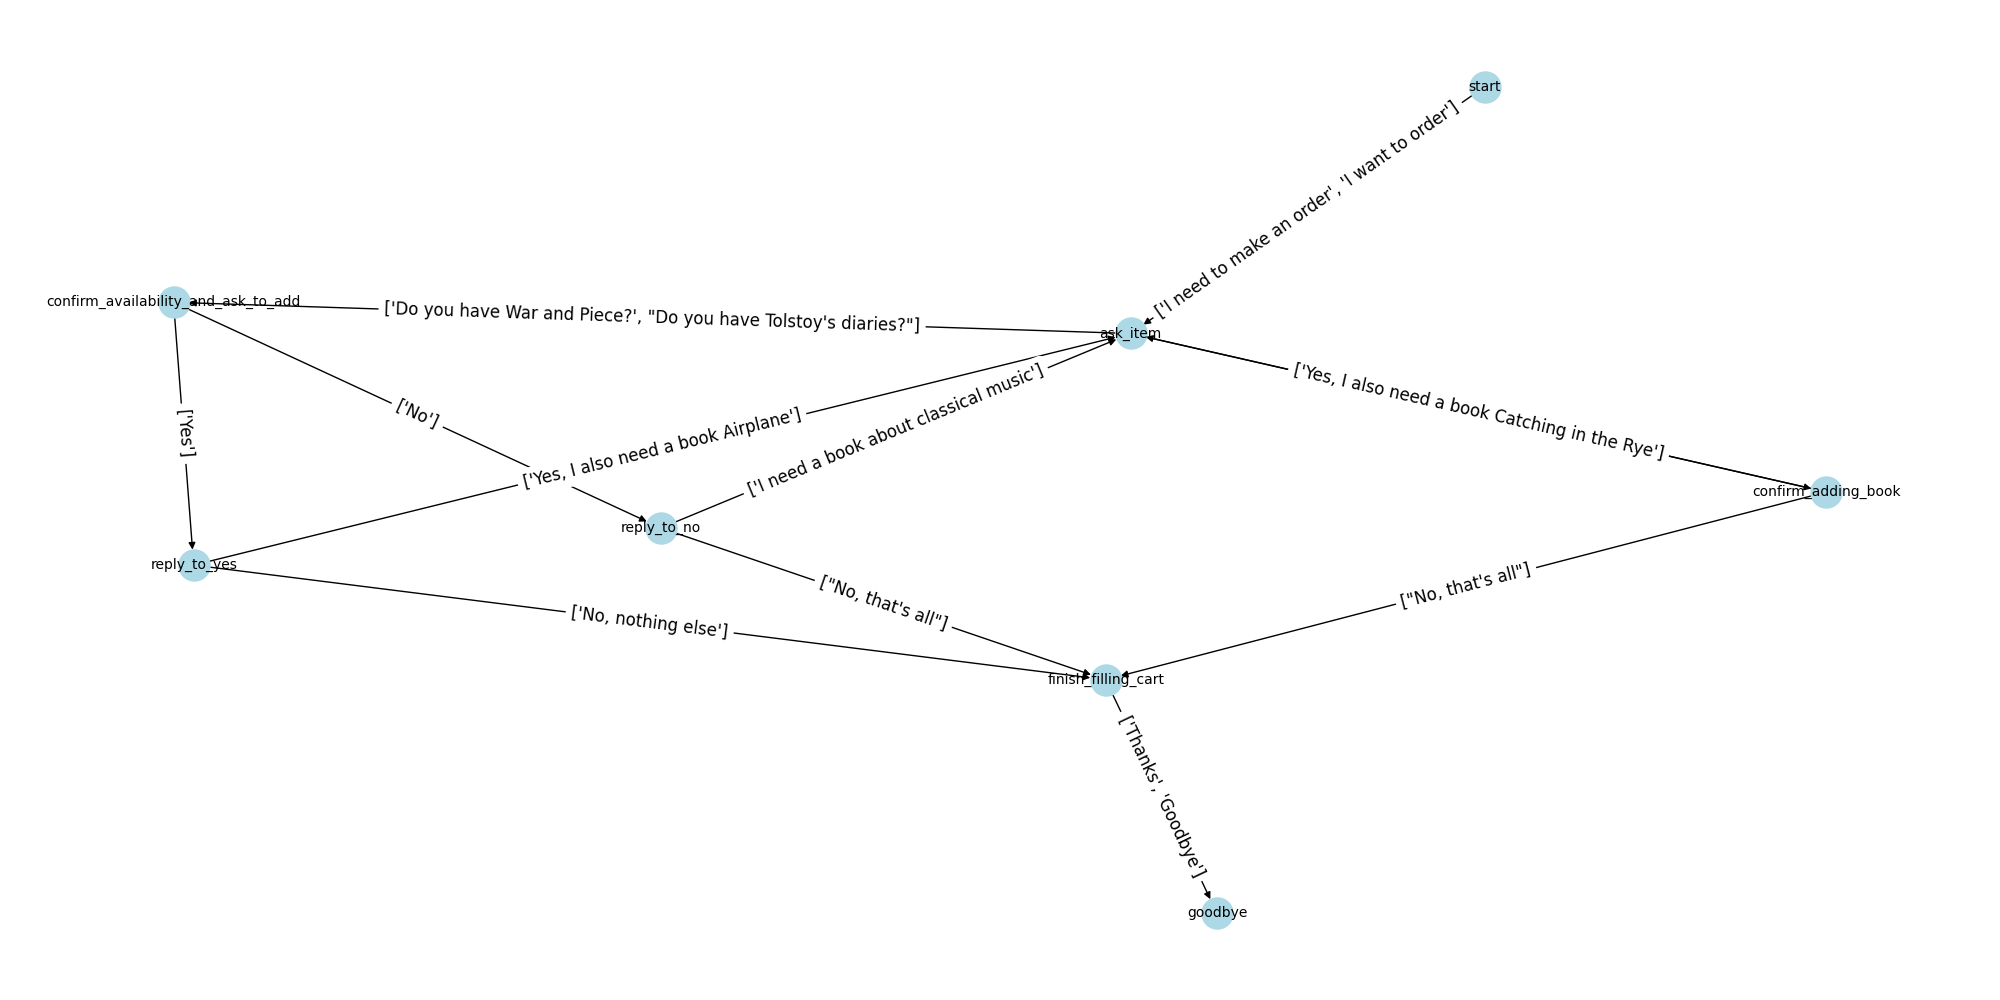 start
['I need to make an order', 'I want to order']
confirm_availability_and_ask_to_add
['Do you have War and Piece?', "Do you have Tolstoy's diaries?"]
ask_item
['Yes, I also need a book Catching in the Rye']
['Yes']
['No']
['Yes, I also need a book Airplane']
['I need a book about classical music']
confirm_adding_book
reply_to_no
reply_to_yes
['No, nothing else']
["No, that's all"]
["No, that's all"]
finish_filling_cart
['Thanks', 'Goodbye']
goodbye